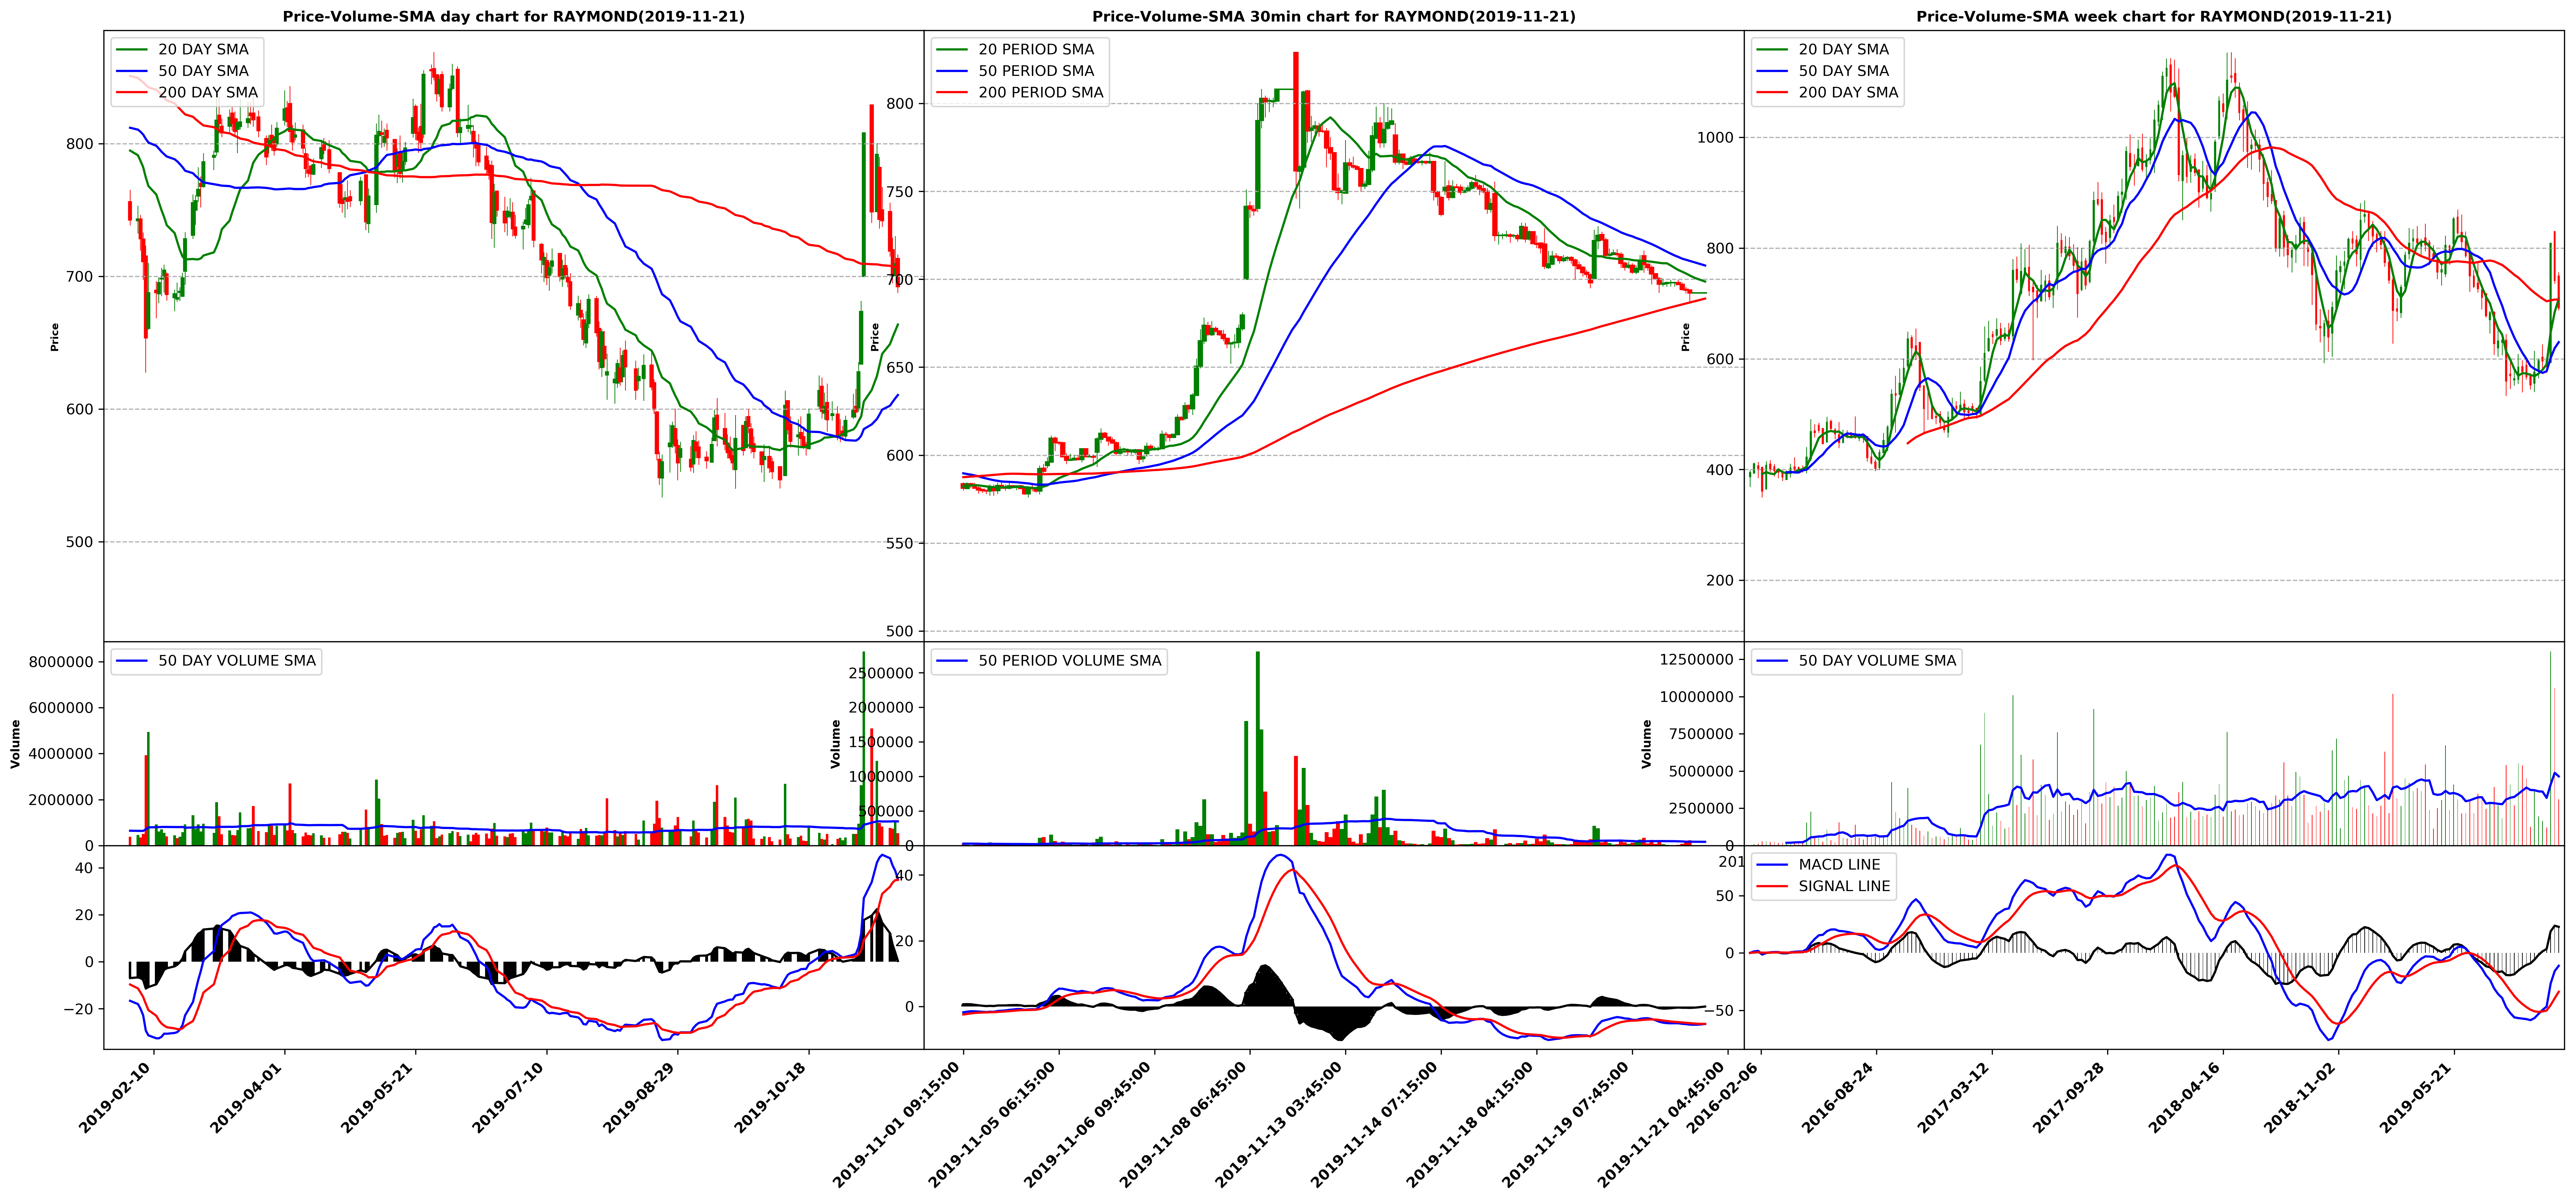 Price-Volume-SMA day chart for RAYMOND(2019-11-21)
20 DAY SMA
50 DAY SMA
200 DAY SMA
800
700
600
500
Price
50 DAY VOLUME SMA
8000000
6000000
4000000
2000000
0
Volume
40
20
0
−20
2019-02-10
2019-04-01
2019-05-21
2019-07-10
2019-08-29
2019-10-18
Price-Volume-SMA 30min chart for RAYMOND(2019-11-21)
20 PERIOD SMA
50 PERIOD SMA
200 PERIOD SMA
800
750
700
650
600
550
500
Price
50 PERIOD VOLUME SMA
2500000
2000000
1500000
1000000
500000
0
Volume
40
20
0
2019-11-01 09:15:00
2019-11-05 06:15:00
2019-11-06 09:45:00
2019-11-08 06:45:00
2019-11-13 03:45:00
2019-11-14 07:15:00
2019-11-18 04:15:00
2019-11-19 07:45:00
2019-11-21 04:45:00
Price-Volume-SMA week chart for RAYMOND(2019-11-21)
20 DAY SMA
50 DAY SMA
200 DAY SMA
1000
800
600
400
200
Price
50 DAY VOLUME SMA
12500000
10000000
7500000
5000000
2500000
0
Volume
201
MACD LINE
SIGNAL LINE
50
0
−50
2016-02-06
2016-08-24
2017-03-12
2017-09-28
2018-04-16
2018-11-02
2019-05-21